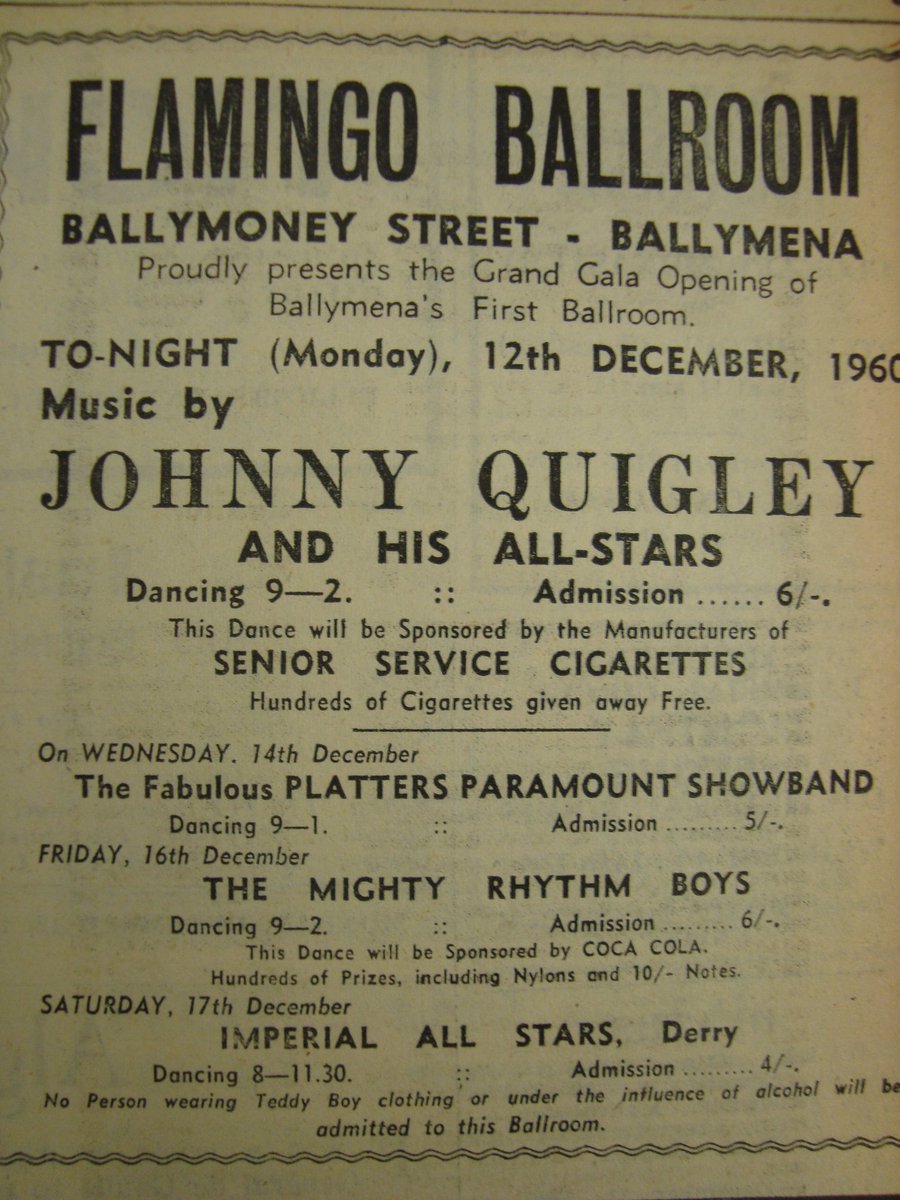 FLAMINGO BALLROOM
BALLYMONEY STREET - BALLYMENA
Proudly presents the Grand Gala Opening of
Ballymena's First Ballroom.
TO-NIGHT (Monday), 12th DECEMBER, 1960
Music by
JOHNNY QUIGLEY
AND HIS ALL-STARS
Dancing 9—2. :: Admission ...... 6/-.
This Dance will be Sponsored by the Manufacturers of
SENIOR SERVICE CIGARETTES
Hundreds of Cigarettes given away Free.
On WEDNESDAY. 14th December
The Fabulous PLATTERS PARAMOUNT SHOWBAND
Dancing 9—1. :: Admission ......... 5/-.
FRIDAY, 16th December
THE MIGHTY RHYTHM BOYS
Dancing 9—2. :: Admission ......... 6/-.
This Dance will be Sponsored by COCA COLA.
Hundreds of Prizes, including Nylons and 10/- Notes.
SATURDAY, 17th December
IMPERIAL ALL STARS, Derry
Dancing 8—11.30. :: Admission ......... 4/-.
No Person wearing Teddy Boy clothing or under the influence of alcohol will be
admitted to this Ballroom.